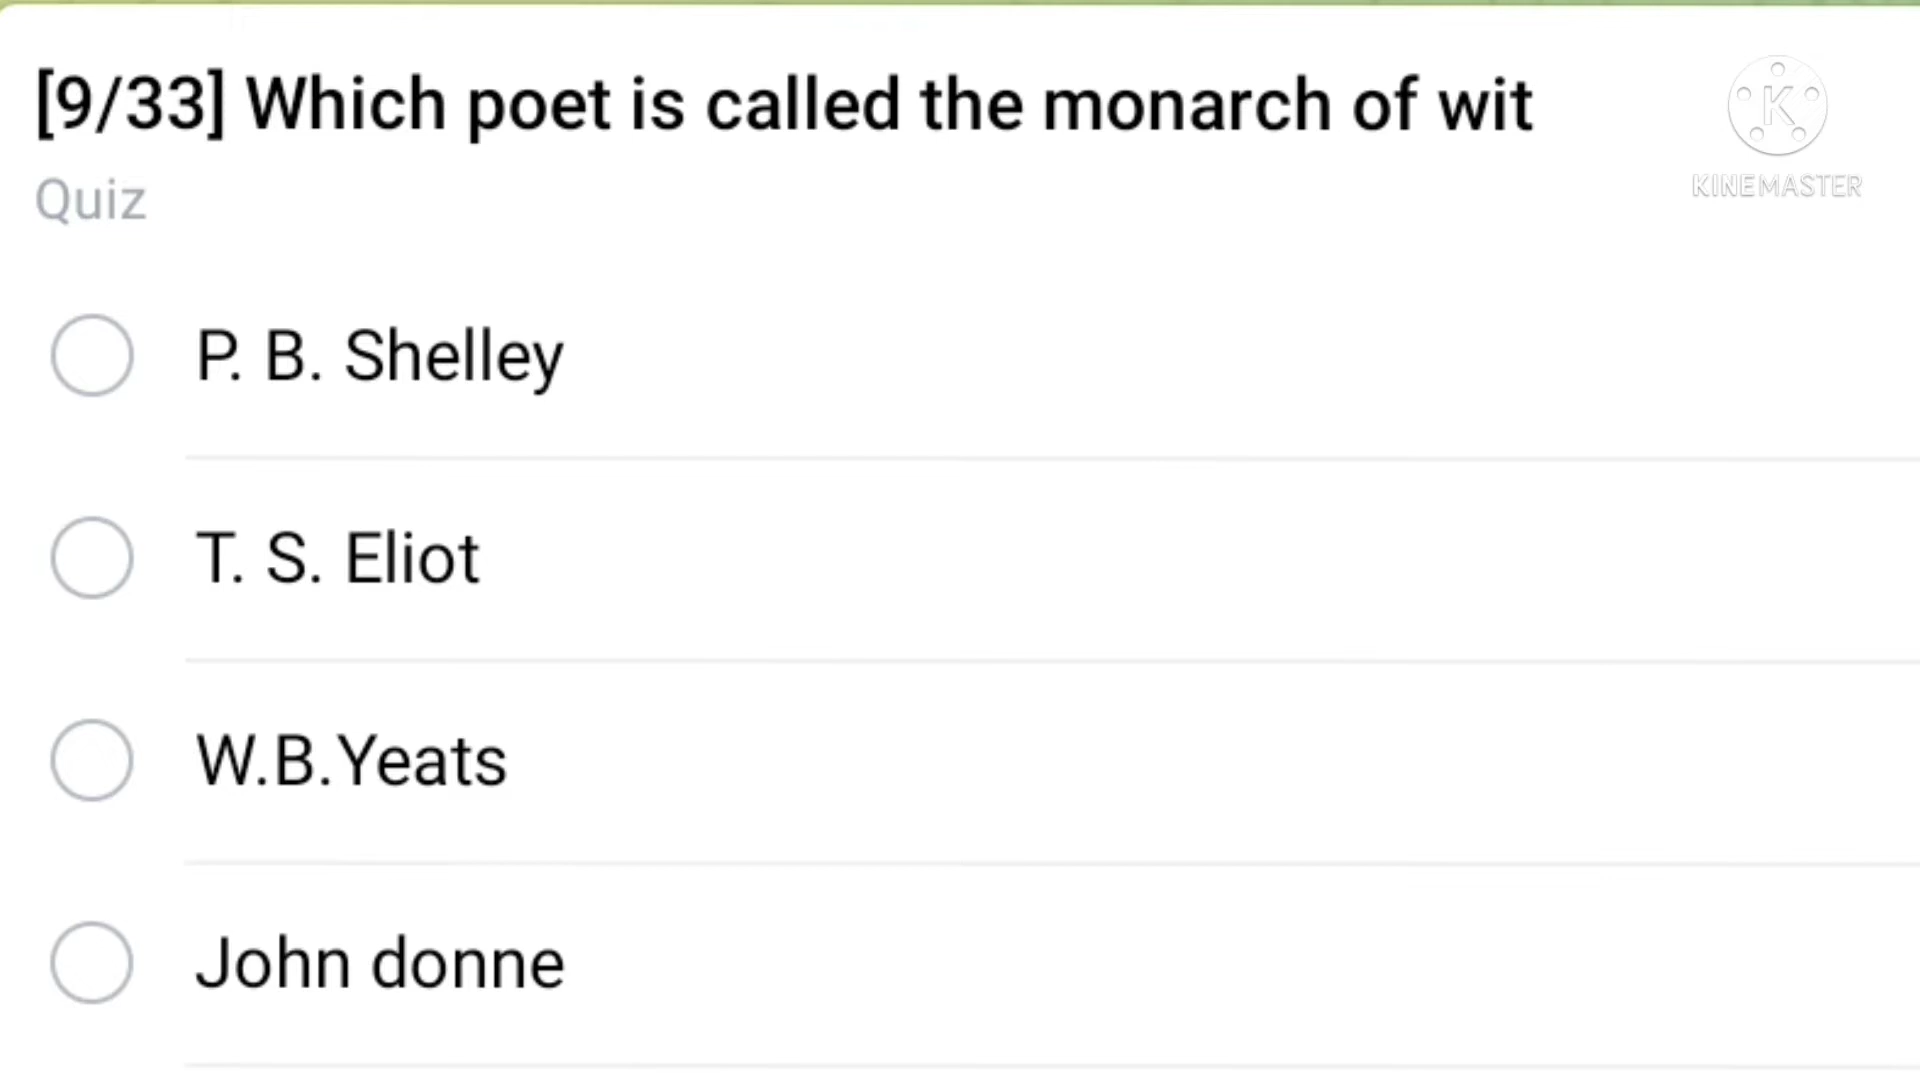 [9/33] Which poet is called the monarch of wit
K
KINEMASTER
Quiz
P. B. Shelley
T. S. Eliot
W.B.Yeats
John donne